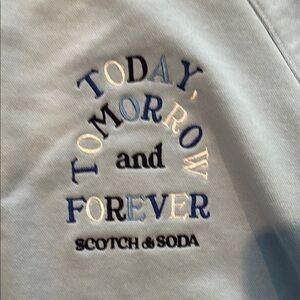 TODAY,
TOMORROW
and
FOREVER
SCOTCH & SODA